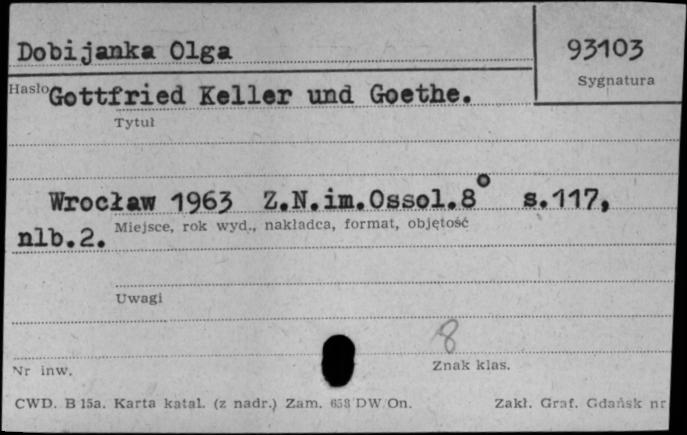 Dobijanka Olga
93103
Hasło
Sygnatura
Gottfried Keller und Goethe.
Tytuł
Wrocław 1963 Z.N.im.Ossol.8° s.117,
nlb.2.
Miejsce, rok wyd., nakładca, format, objętość
Uwagi
8
Nr inw.
Znak klas.
CWD. B 15a. Karta katal. (z nadr.) Zam. 658 DW On.
Zakł. Graf. Gdańsk nr